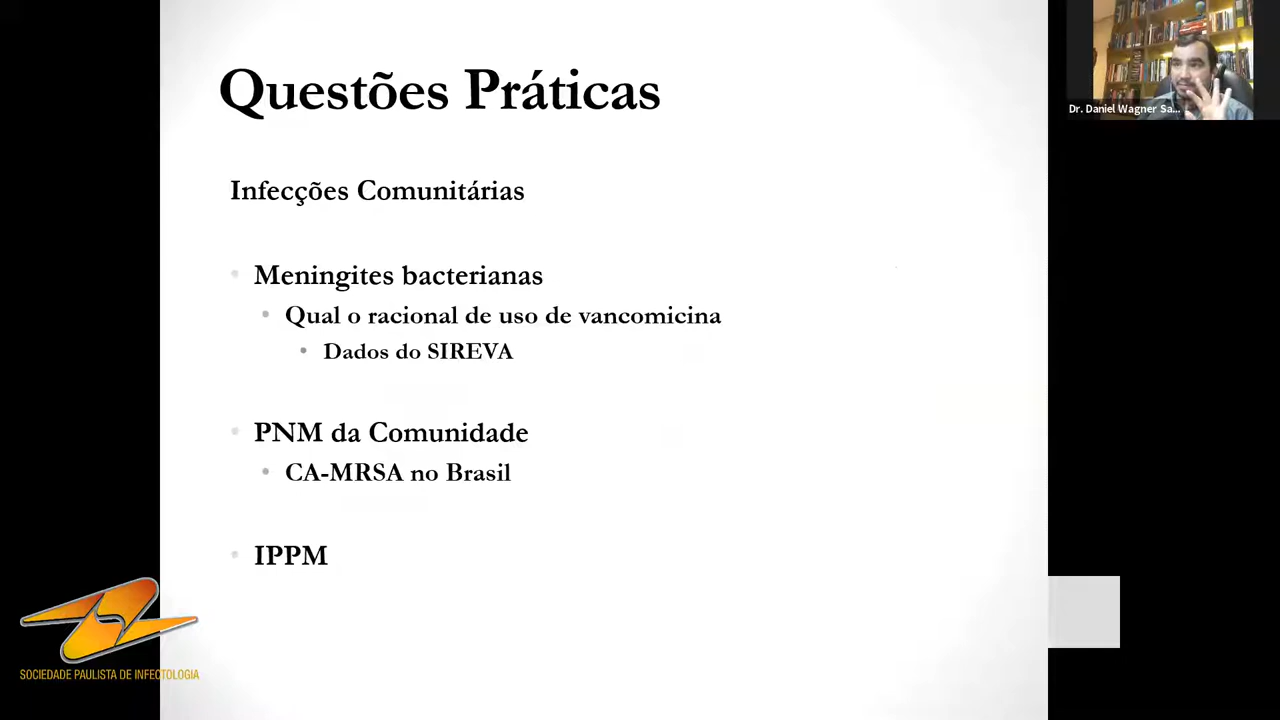 Questões Práticas
Dr. Daniel Wagner Sa...
Infecções Comunitárias
Meningites bacterianas
Qual o racional de uso de vancomicina
Dados do SIREVA
PNM da Comunidade
CA-MRSA no Brasil
IPPM
SOCIEDADE PAULISTA DE INFECTOLOGIA